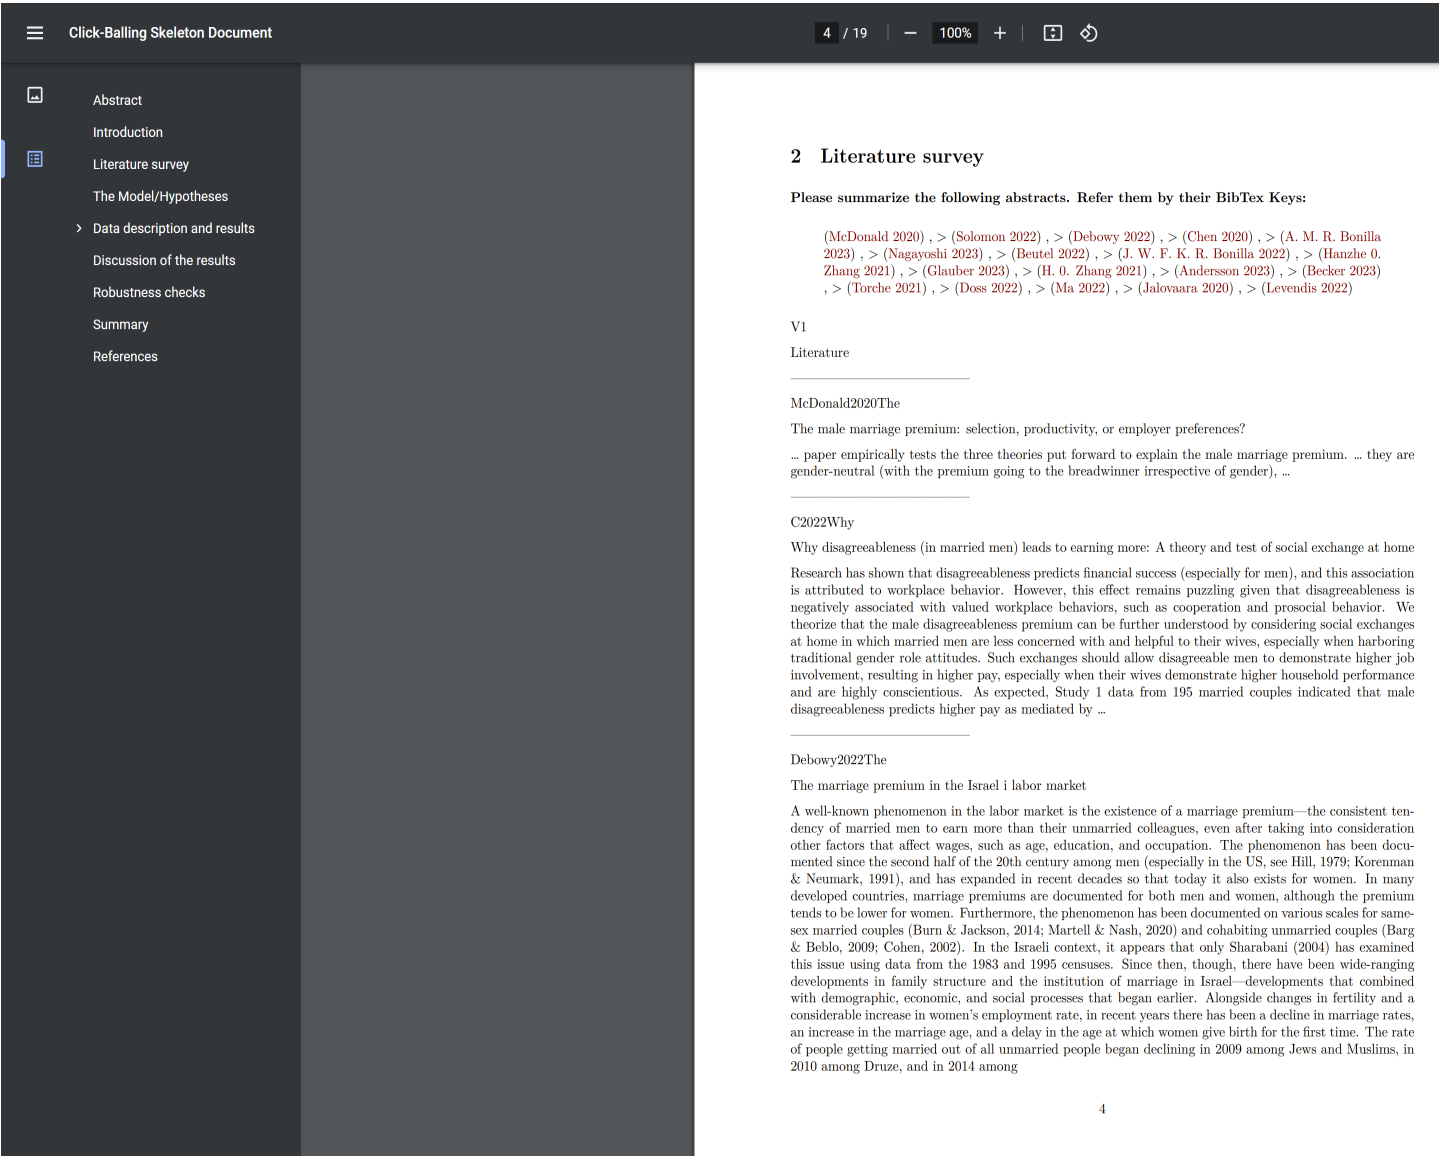 Click-Balling Skeleton Document
4 / 19
100%
Abstract
Introduction
Literature survey
The Model/Hypotheses
Data description and results
Discussion of the results
Robustness checks
Summary
References
2 Literature survey
Please summarize the following abstracts. Refer them by their BibTex Keys:
(McDonald 2020) , > (Solomon 2022) , > (Debowy 2022) , > (Chen 2020) , > (A. M. R. Bonilla
2023) , > (Nagayoshi 2023) , > (Beutel 2022) , > (J. W. F. K. R. Bonilla 2022) , > (Hanzhe 0.
Zhang 2021) , > (Glauber 2023) , > (H. 0. Zhang 2021) , > (Andersson 2023) , > (Becker 2023)
, > (Torche 2021) , > (Doss 2022) , > (Ma 2022) , > (Jalovaara 2020) , > (Levendis 2022)
V1
Literature
McDonald2020The
The male marriage premium: selection, productivity, or employer preferences?
... paper empirically tests the three theories put forward to explain the male marriage premium. ... they are
gender-neutral (with the premium going to the breadwinner irrespective of gender), ...
C2022Why
Why disagreeableness (in married men) leads to earning more: A theory and test of social exchange at home
Research has shown that disagreeableness predicts financial success (especially for men), and this association
is attributed to workplace behavior. However, this effect remains puzzling given that disagreeableness is
negatively associated with valued workplace behaviors, such as cooperation and prosocial behavior. We
theorize that the male disagreeableness premium can be further understood by considering social exchanges
at home in which married men are less concerned with and helpful to their wives, especially when harboring
traditional gender role attitudes. Such exchanges should allow disagreeable men to demonstrate higher job
involvement, resulting in higher pay, especially when their wives demonstrate higher household performance
and are highly conscientious. As expected, Study 1 data from 195 married couples indicated that male
disagreeableness predicts higher pay as mediated by ...
Debowy2022The
The marriage premium in the Israel i labor market
A well-known phenomenon in the labor market is the existence of a marriage premium—the consistent ten-
dency of married men to earn more than their unmarried colleagues, even after taking into consideration
other factors that affect wages, such as age, education, and occupation. The phenomenon has been docu-
mented since the second half of the 20th century among men (especially in the US, see Hill, 1979; Korenman
& Neumark, 1991), and has expanded in recent decades so that today it also exists for women. In many
developed countries, marriage premiums are documented for both men and women, although the premium
tends to be lower for women. Furthermore, the phenomenon has been documented on various scales for same-
sex married couples (Burn & Jackson, 2014; Martell & Nash, 2020) and cohabiting unmarried couples (Barg
& Beblo, 2009; Cohen, 2002). In the Israeli context, it appears that only Sharabani (2004) has examined
this issue using data from the 1983 and 1995 censuses. Since then, though, there have been wide-ranging
developments in family structure and the institution of marriage in Israel—developments that combined
with demographic, economic, and social processes that began earlier. Alongside changes in fertility and a
considerable increase in women's employment rate, in recent years there has been a decline in marriage rates,
an increase in the marriage age, and a delay in the age at which women give birth for the first time. The rate
of people getting married out of all unmarried people began declining in 2009 among Jews and Muslims, in
2010 among Druze, and in 2014 among
4